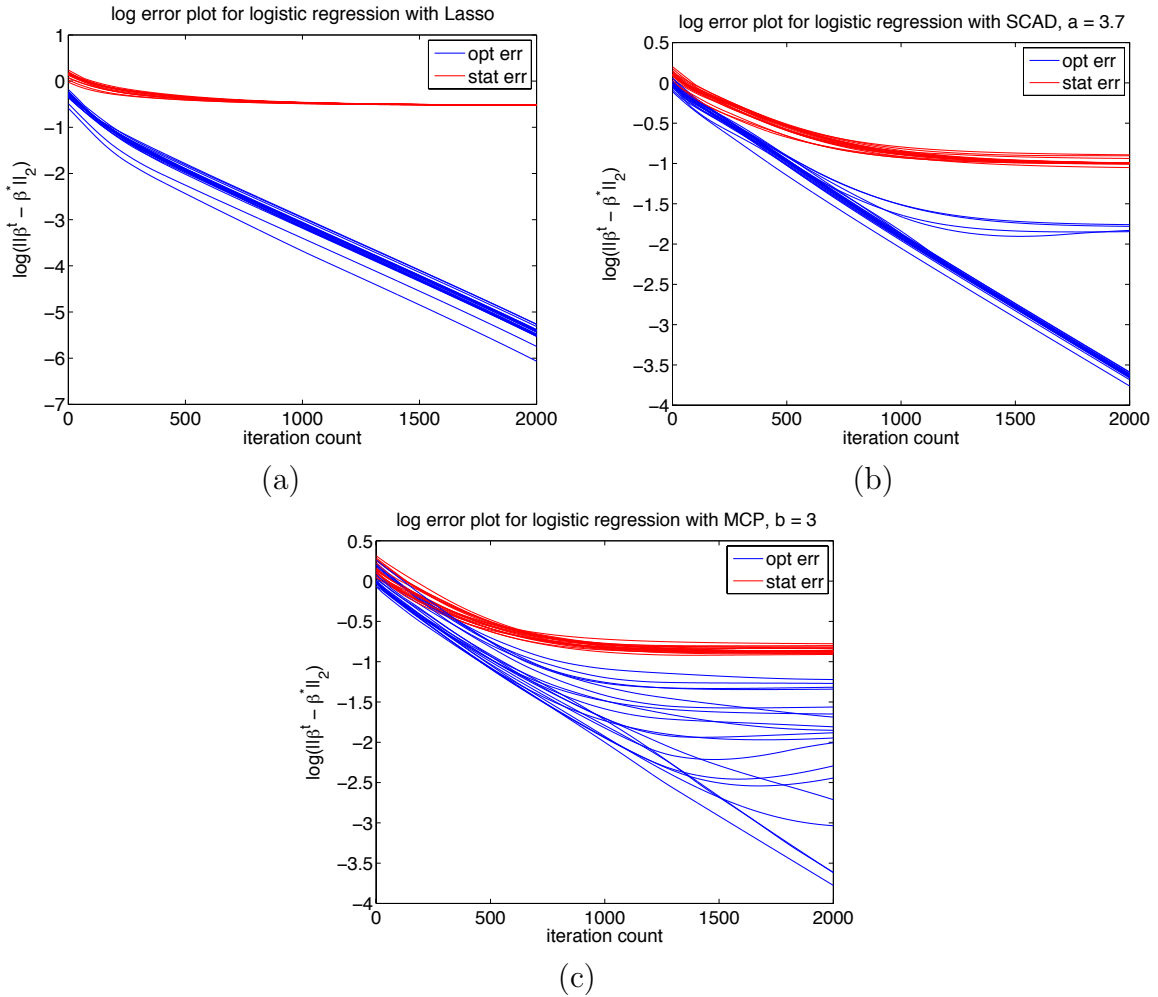 log error plot for logistic regression with Lasso
1
0
−1
−2
−3
−4
−5
−6
−7
log(||β^t − β^*||_2)
opt err
stat err
0 500 1000 1500 2000
iteration count
(a)
log error plot for logistic regression with SCAD, a = 3.7
0.5
0
−0.5
−1
−1.5
−2
−2.5
−3
−3.5
−4
log(||β^t − β^*||_2)
opt err
stat err
0 500 1000 1500 2000
iteration count
(b)
log error plot for logistic regression with MCP, b = 3
0.5
0
−0.5
−1
−1.5
−2
−2.5
−3
−3.5
−4
log(||β^t − β^*||_2)
opt err
stat err
0 500 1000 1500 2000
iteration count
(c)